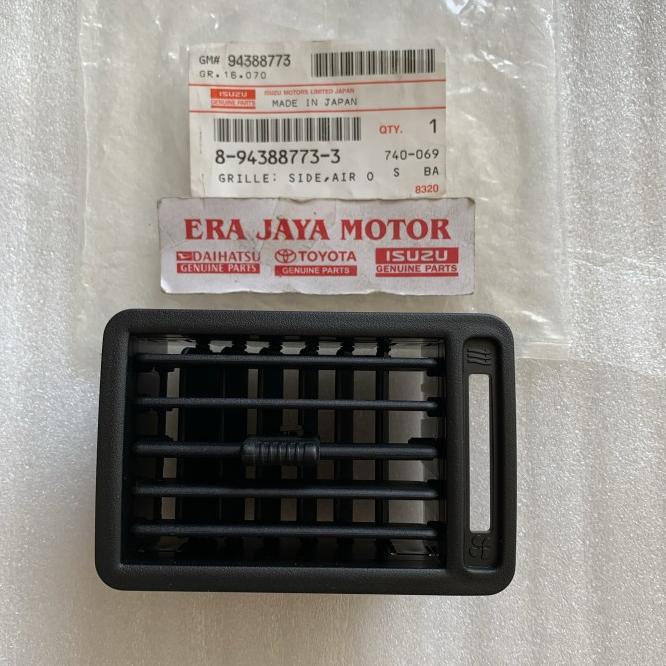 GM# 94388773
GR.16.070
ISUZU
GENUINE PARTS
ISUZU MOTORS LIMITED JAPAN
MADE IN JAPAN
QTY. 1
8-94388773-3 740-069
GRILLE: SIDE,AIR O S BA
8320
ERA JAYA MOTOR
DAIHATSU
GENUINE PARTS
TOYOTA
GENUINE PARTS
ISUZU
GENUINE PARTS